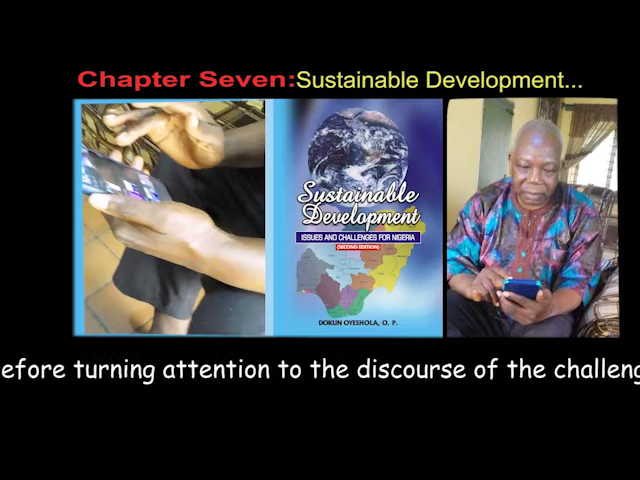 Chapter Seven:Sustainable Development...
Sustainable
Development
ISSUES AND CHALLENGES FOR NIGERIA
(SECOND EDITION)
DOKUN OYESHOLA, O. P.
efore turning attention to the discourse of the challeng